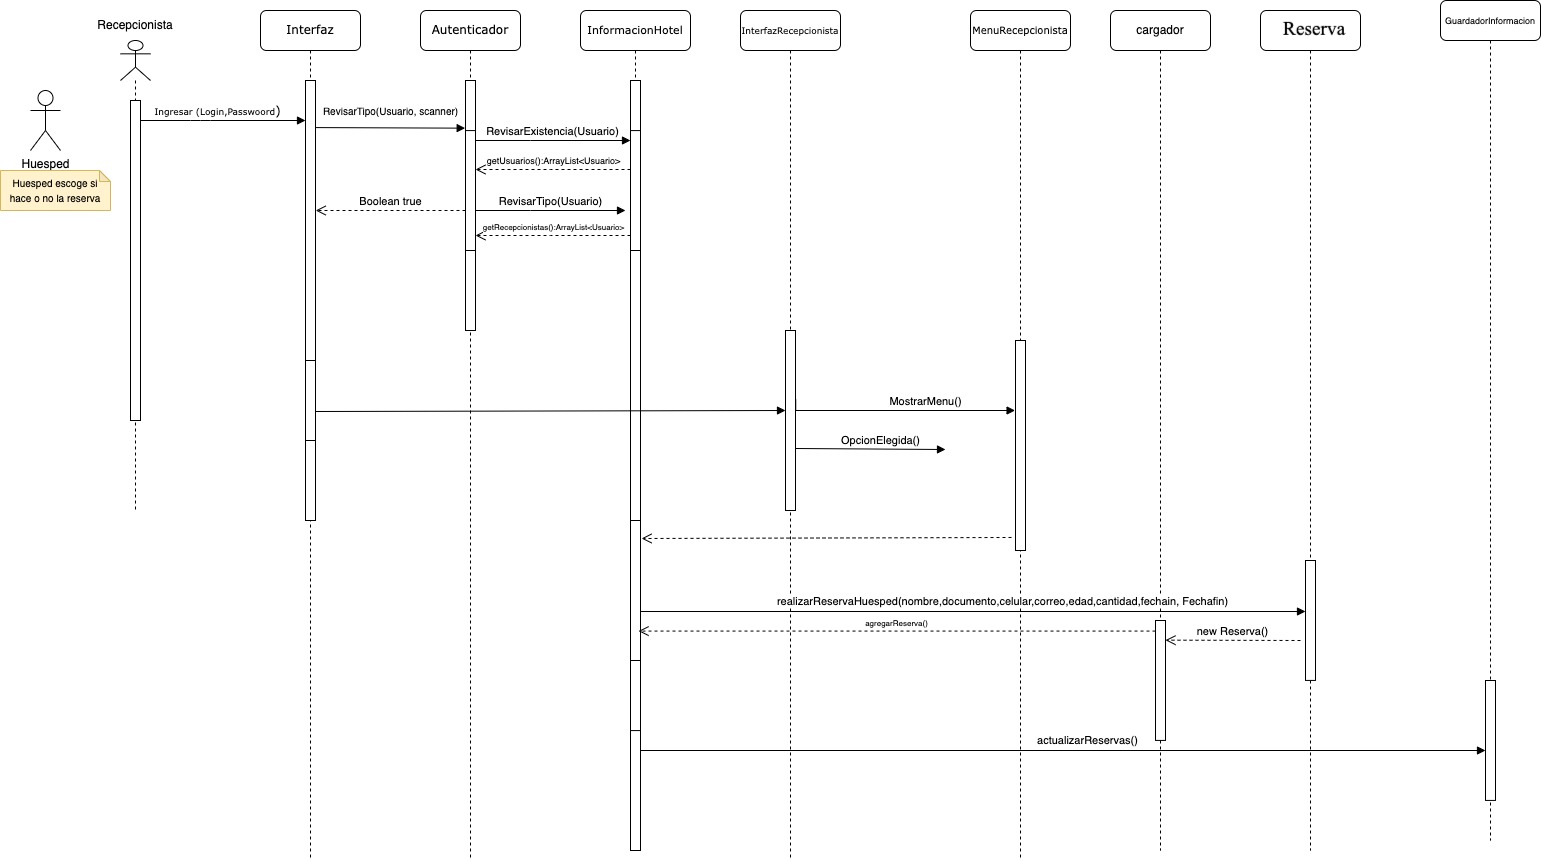 Recepcionista
Interfaz
Autenticador
InformacionHotel
InterfazRecepcionista
MenuRecepcionista
cargador
Reserva
GuardadorInformacion
Huesped
Huesped escoge si
hace o no la reserva
Ingresar (Login,Passwoord)
RevisarTipo(Usuario, scanner)
RevisarExistencia(Usuario)
getUsuarios():ArrayList<Usuario>
Boolean true
RevisarTipo(Usuario)
getRecepcionistas():ArrayList<Usuario>
MostrarMenu()
OpcionElegida()
realizarReservaHuesped(nombre,documento,celular,correo,edad,cantidad,fechain, Fechafin)
agregarReserva()
new Reserva()
actualizarReservas()